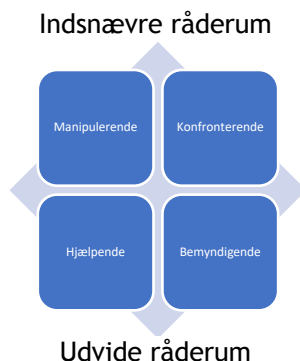 Indsnævre råderum
Manipulerende
Konfronterende
Hjælpende
Bemyndigende
Udvide råderum